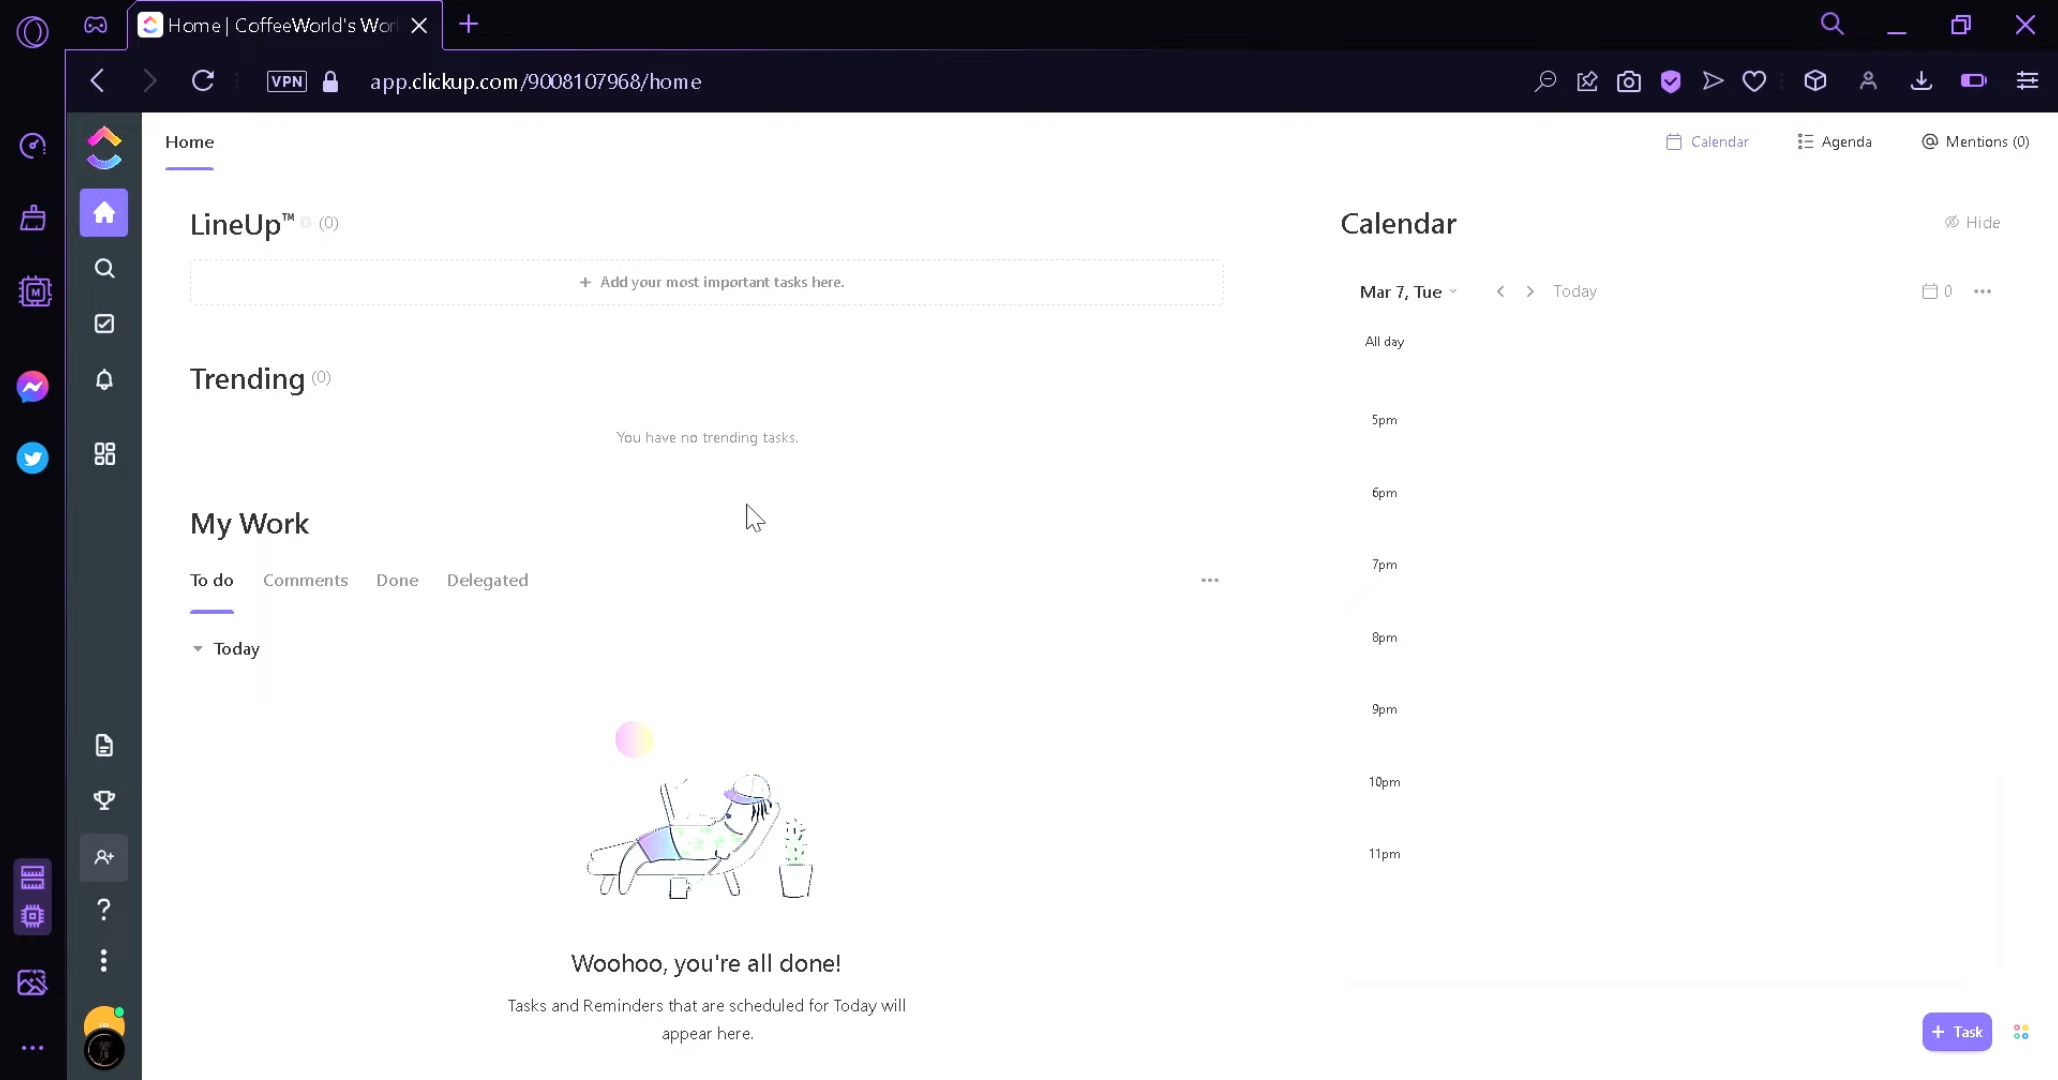 Home | CoffeeWorld's Wor
VPN
app.clickup.com/9008107968/home
Home
Calendar
Agenda
Mentions (0)
LineUp™ (0)
+ Add your most important tasks here.
Trending (0)
You have no trending tasks.
My Work
To do
Comments
Done
Delegated
Today
Woohoo, you're all done!
Tasks and Reminders that are scheduled for Today will
appear here.
Calendar
Hide
Mar 7, Tue
Today
0
All day
5pm
6pm
7pm
8pm
9pm
10pm
11pm
+ Task
M